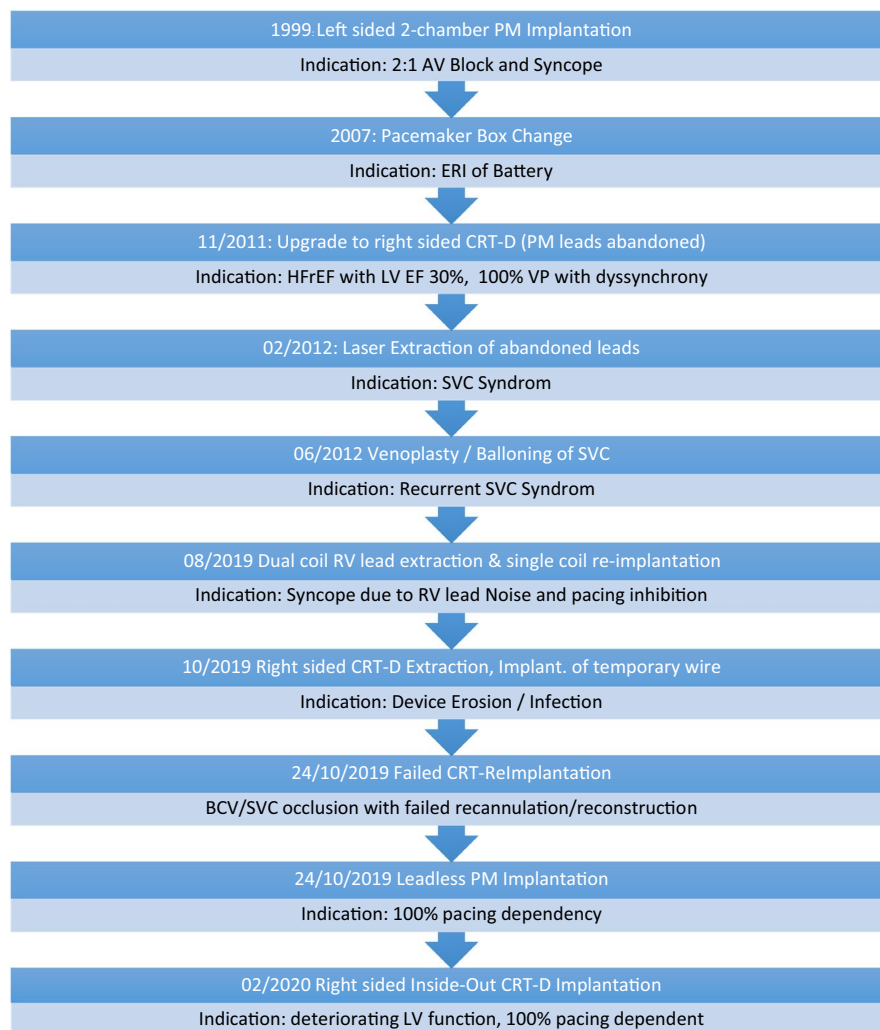 1999: Left sided 2-chamber PM Implantation
Indication: 2:1 AV Block and Syncope
2007: Pacemaker Box Change
Indication: ERI of Battery
11/2011: Upgrade to right sided CRT-D (PM leads abandoned)
Indication: HFrEF with LV EF 30%, 100% VP with dyssynchrony
02/2012: Laser Extraction of abandoned leads
Indication: SVC Syndrom
06/2012 Venoplasty / Balloning of SVC
Indication: Recurrent SVC Syndrom
08/2019 Dual coil RV lead extraction & single coil re-implantation
Indication: Syncope due to RV lead Noise and pacing inhibition
10/2019 Right sided CRT-D Extraction, Implant. of temporary wire
Indication: Device Erosion / Infection
24/10/2019 Failed CRT-ReImplantation
BCV/SVC occlusion with failed recannulation/reconstruction
24/10/2019 Leadless PM Implantation
Indication: 100% pacing dependency
02/2020 Right sided Inside-Out CRT-D Implantation
Indication: deteriorating LV function, 100% pacing dependent